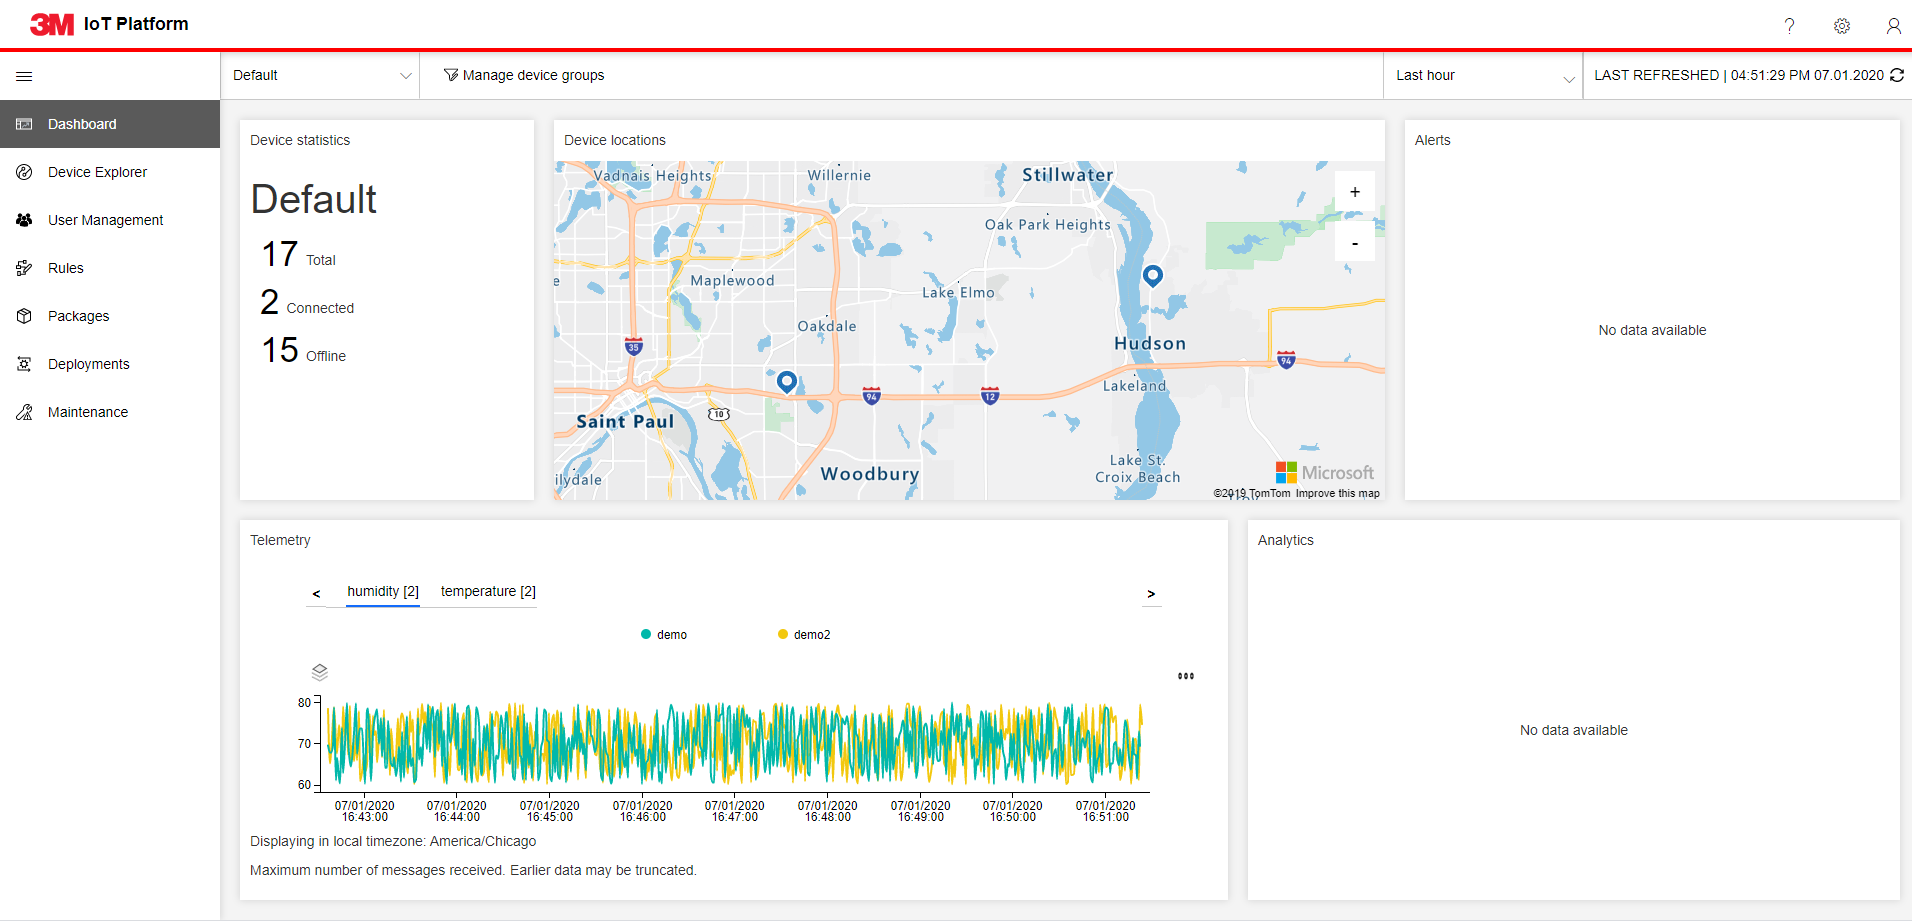 3M IoT Platform
?
Default
Manage device groups
Last hour
LAST REFRESHED | 04:51:29 PM 07.01.2020
Dashboard
Device Explorer
User Management
Rules
Packages
Deployments
Maintenance
Device statistics
Default
17 Total
2 Connected
15 Offline
Device locations
Vadnais Heights
Willernie
Stillwater
Oak Park Heights
+
-
Maplewood
Lake Elmo
Oakdale
Hudson
35
94
Lakeland
94
12
10
Saint Paul
Woodbury
Lake St.
Croix Beach
ilydale
Microsoft
©2019 TomTom Improve this map
Alerts
No data available
Telemetry
< humidity [2] temperature [2] >
demo demo2
80
70
60
07/01/2020 07/01/2020 07/01/2020 07/01/2020 07/01/2020 07/01/2020 07/01/2020 07/01/2020 07/01/2020
16:43:00 16:44:00 16:45:00 16:46:00 16:47:00 16:48:00 16:49:00 16:50:00 16:51:00
Displaying in local timezone: America/Chicago
Maximum number of messages received. Earlier data may be truncated.
Analytics
No data available